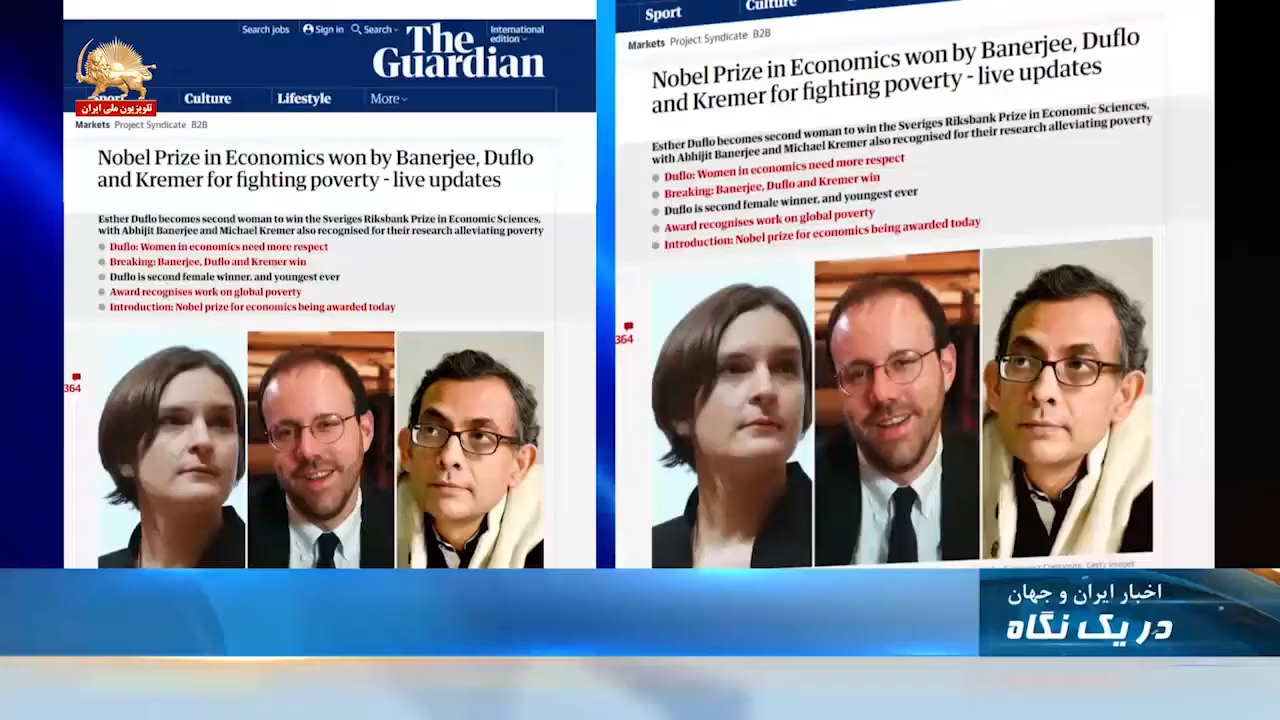 Search jobs
Sign in
Search
International
edition
The
Guardian
تلویزیون ملی ایران
Culture
Lifestyle
More
Markets Project Syndicate B2B
Nobel Prize in Economics won by Banerjee, Duflo
and Kremer for fighting poverty - live updates
Esther Duflo becomes second woman to win the Sveriges Riksbank Prize in Economic Sciences,
with Abhijit Banerjee and Michael Kremer also recognised for their research alleviating poverty
Duflo: Women in economics need more respect
Breaking: Banerjee, Duflo and Kremer win
Duflo is second female winner, and youngest ever
Award recognises work on global poverty
Introduction: Nobel prize for economics being awarded today
364
Sport
Culture
Markets Project Syndicate B2B
Nobel Prize in Economics won by Banerjee, Duflo
and Kremer for fighting poverty - live updates
Esther Duflo becomes second woman to win the Sveriges Riksbank Prize in Economic Sciences,
with Abhijit Banerjee and Michael Kremer also recognised for their research alleviating poverty
Duflo: Women in economics need more respect
Breaking: Banerjee, Duflo and Kremer win
Duflo is second female winner, and youngest ever
Award recognises work on global poverty
Introduction: Nobel prize for economics being awarded today
364
اخبار ایران و جهان
در یک نگاه